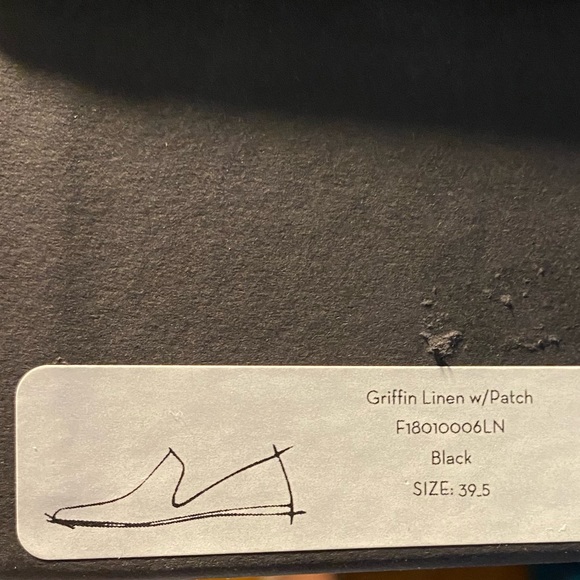 Griffin Linen w/Patch
F18010006LN
Black
SIZE: 39.5